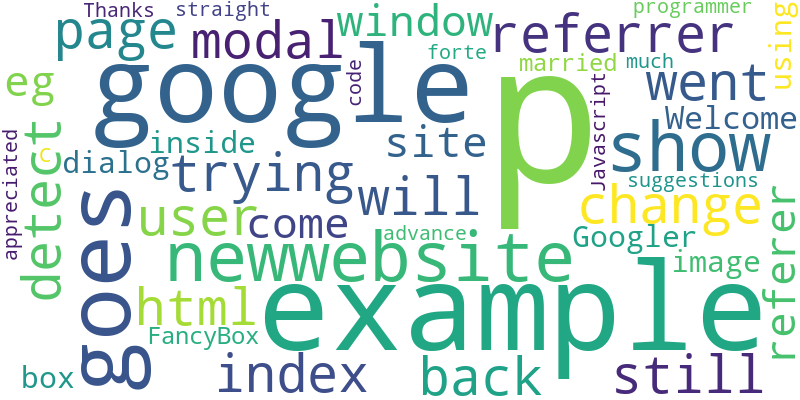 Thanks
straight
programmer
page
modal
window
referrer
using
google
p
forte
much
married
code
went
eg
Javascript
Welcome
detect
c
inside
site
show
appreciated
dialog
trying
will
suggestions
goes
user
come
change
advance
Googler
newwebsite
image
referer
html
example
FancyBox
box
index
back
still